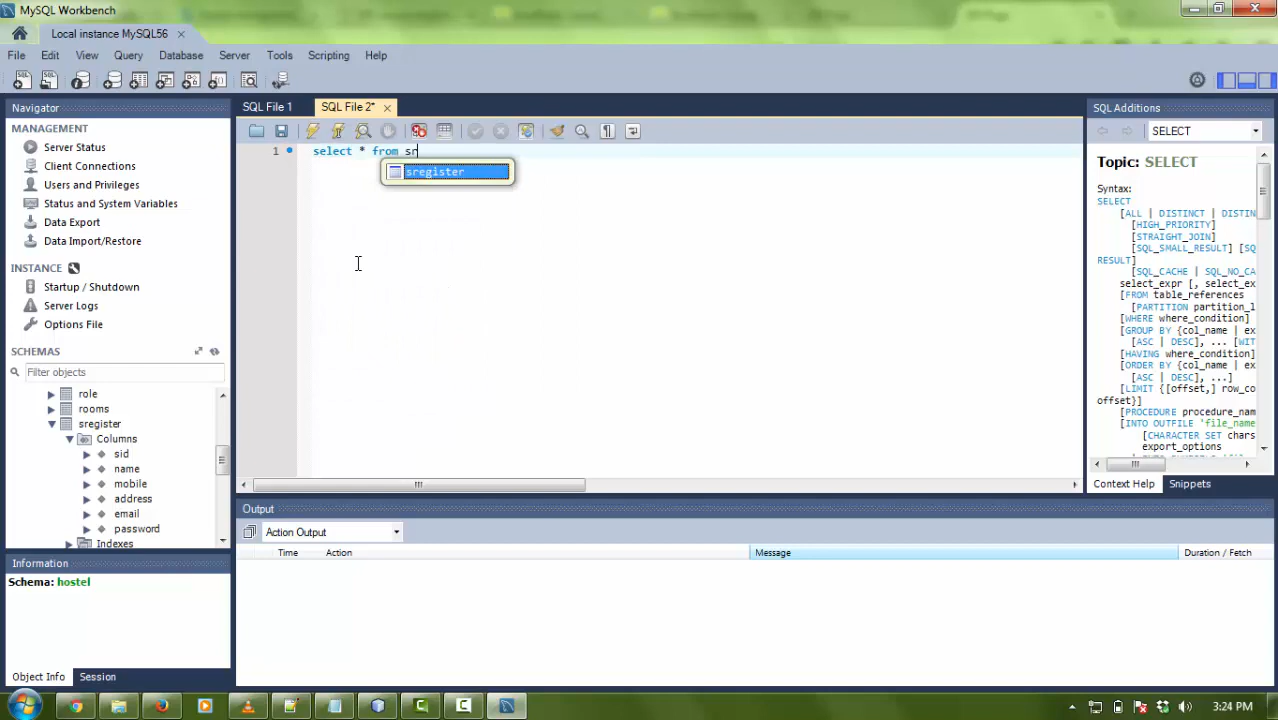 MySQL Workbench
Local instance MySQL56
File Edit View Query Database Server Tools Scripting Help
Navigator
MANAGEMENT
Server Status
Client Connections
Users and Privileges
Status and System Variables
Data Export
Data Import/Restore
INSTANCE
Startup / Shutdown
Server Logs
Options File
SCHEMAS
Filter objects
role
rooms
sregister
Columns
sid
name
mobile
address
email
password
Indexes
Information
Schema: hostel
Object Info Session
SQL File 1 SQL File 2*
1 select * from sr
sregister
Output
Action Output
Time Action Message Duration / Fetch
SQL Additions
SELECT
Topic: SELECT
Syntax:
SELECT
[ALL | DISTINCT | DISTIN
[HIGH_PRIORITY]
[STRAIGHT_JOIN]
[SQL_SMALL_RESULT] [SQ
RESULT]
[SQL_CACHE | SQL_NO_CA
select_expr [, select_ex
[FROM table_references
[PARTITION partition_l
[WHERE where_condition]
[GROUP BY {col_name | ex
[ASC | DESC], ... [WIT
[HAVING where_condition]
[ORDER BY {col_name | ex
[ASC | DESC], ...]
[LIMIT {[offset,] row_co
offset}]
[PROCEDURE procedure_nam
[INTO OUTFILE 'file_name
[CHARACTER SET chars
export_options
Context Help Snippets
3:24 PM